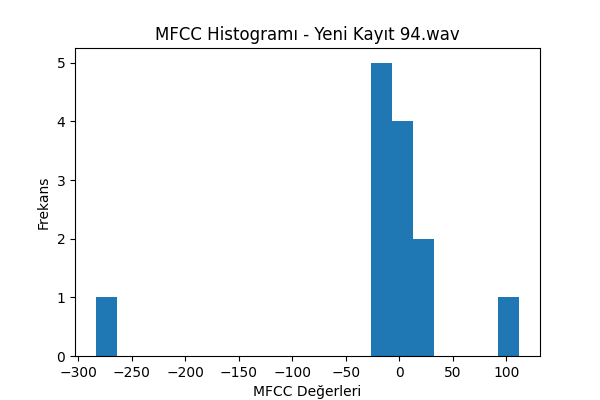 MFCC Histogramı - Yeni Kayıt 94.wav
5
4
3
2
1
0
Frekans
−300 −250 −200 −150 −100 −50 0 50 100
MFCC Değerleri